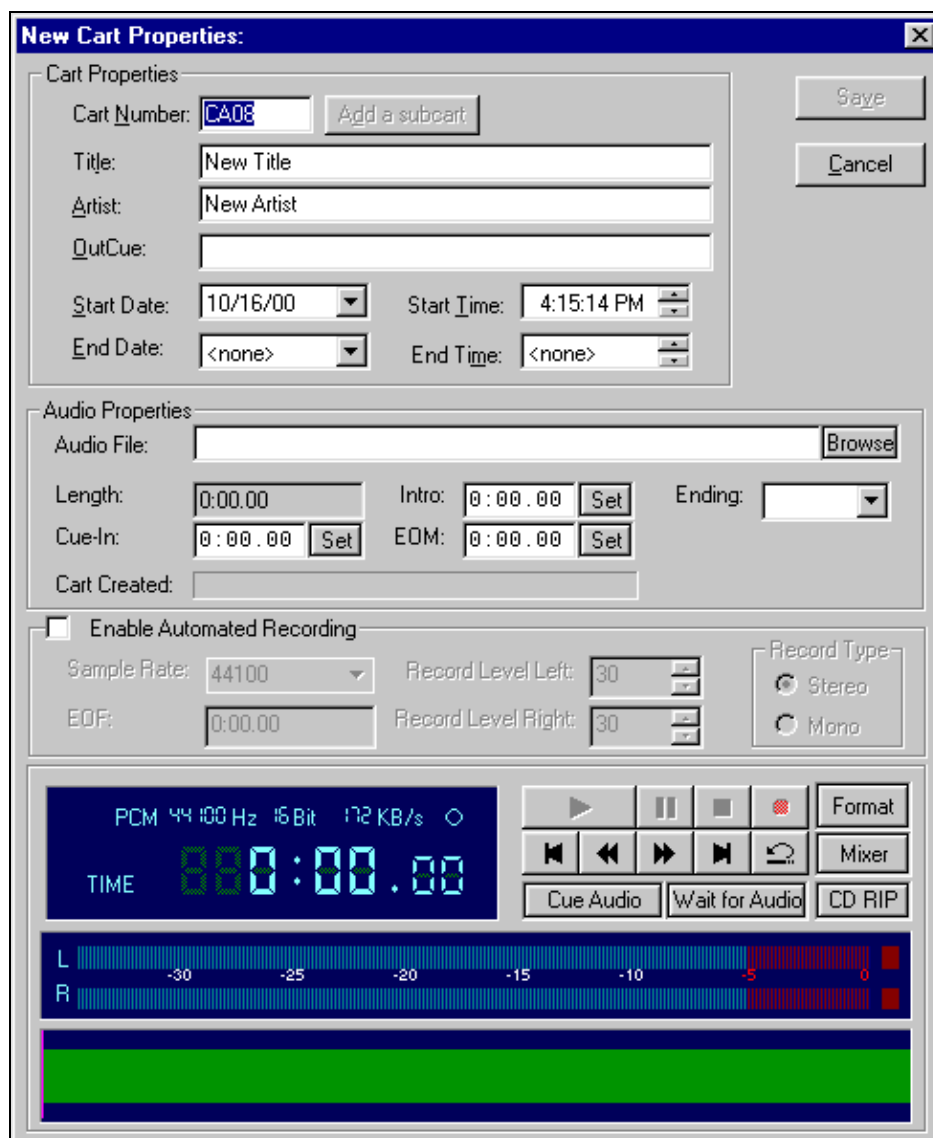 New Cart Properties:
Cart Properties
Cart Number: CA08 Add a subcart
Save
Title: New Title
Cancel
Artist: New Artist
OutCue:
Start Date: 10/16/00 Start Time: 4:15:14 PM
End Date: <none> End Time: <none>
Audio Properties
Audio File: Browse
Length: 0:00.00 Intro: 0:00.00 Set Ending:
Cue-In: 0:00.00 Set EOM: 0:00.00 Set
Cart Created:
Enable Automated Recording
Sample Rate: 44100 Record Level Left: 30 Record Type
Stereo
EOF: 0:00.00 Record Level Right: 30
Mono
PCM 44100 Hz 16 Bit 172 KB/s
Format
TIME 0:00.00
Mixer
Cue Audio Wait for Audio CD RIP
L
-30 -25 -20 -15 -10 -5 0
R